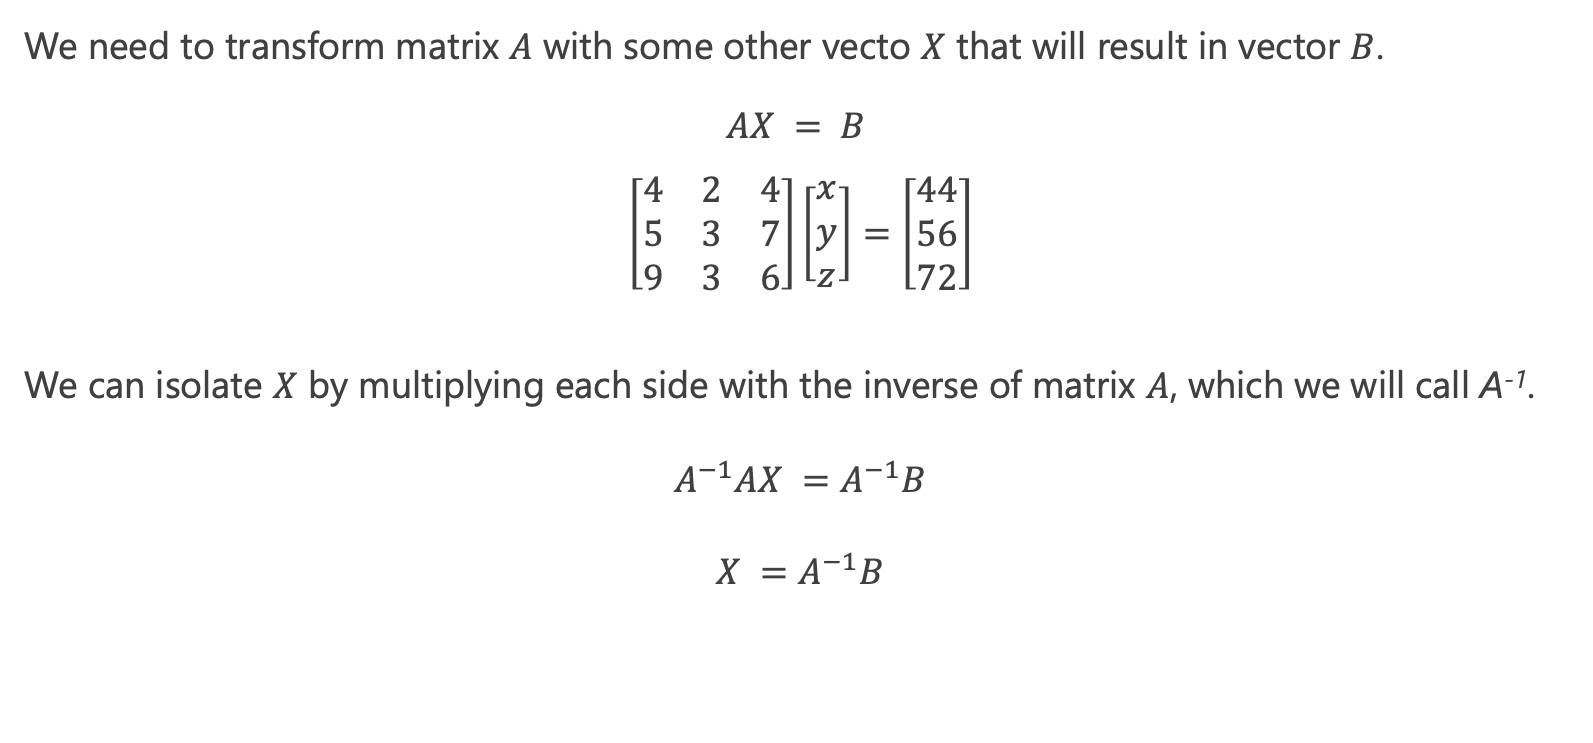 We need to transform matrix A with some other vecto X that will result in vector B.
AX = B
[4 2 4] [x] [44]
[5 3 7] [y] = [56]
[9 3 6] [z] [72]
We can isolate X by multiplying each side with the inverse of matrix A, which we will call A⁻¹.
A⁻¹AX = A⁻¹B
X = A⁻¹B